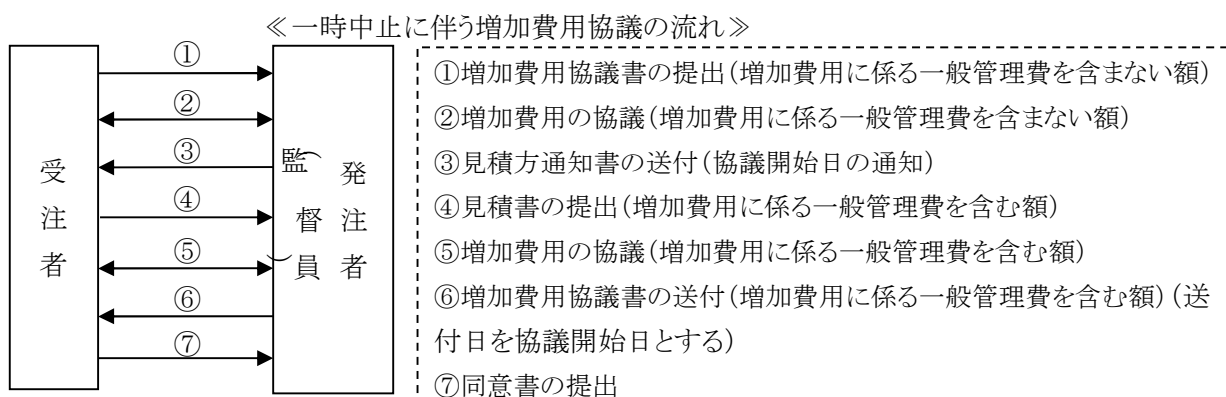 ≪一時中止に伴う増加費用協議の流れ≫
受注者
①
②
③
④
⑤
⑥
⑦
発注者
（監督員）
①増加費用協議書の提出（増加費用に係る一般管理費を含まない額）
②増加費用の協議（増加費用に係る一般管理費を含まない額）
③見積方通知書の送付（協議開始日の通知）
④見積書の提出（増加費用に係る一般管理費を含む額）
⑤増加費用の協議（増加費用に係る一般管理費を含む額）
⑥増加費用協議書の送付（増加費用に係る一般管理費を含む額）（送
付日を協議開始日とする）
⑦同意書の提出